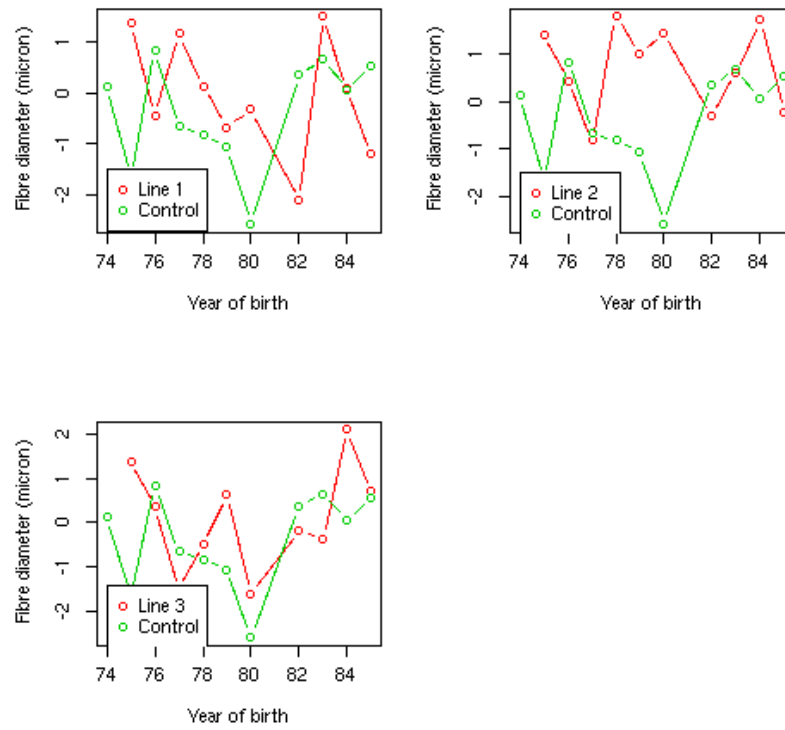 Fibre diameter (micron)
1
0
-1
-2
Line 1
Control
74 76 78 80 82 84
Year of birth
Fibre diameter (micron)
1
0
-1
-2
Line 2
Control
74 76 78 80 82 84
Year of birth
Fibre diameter (micron)
2
1
0
-1
-2
Line 3
Control
74 76 78 80 82 84
Year of birth